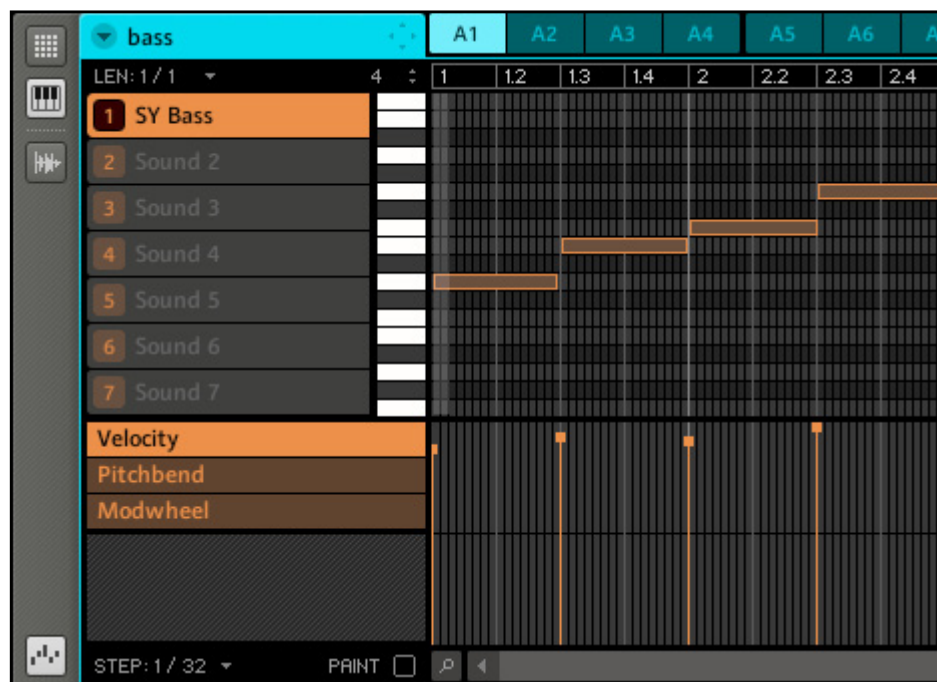 bass A1 A2 A3 A4 A5 A6 A
LEN: 1 / 1 4 1 1.2 1.3 1.4 2 2.2 2.3 2.4
1 SY Bass
2 Sound 2
3 Sound 3
4 Sound 4
5 Sound 5
6 Sound 6
7 Sound 7
Velocity
Pitchbend
Modwheel
STEP: 1 / 32 PAINT